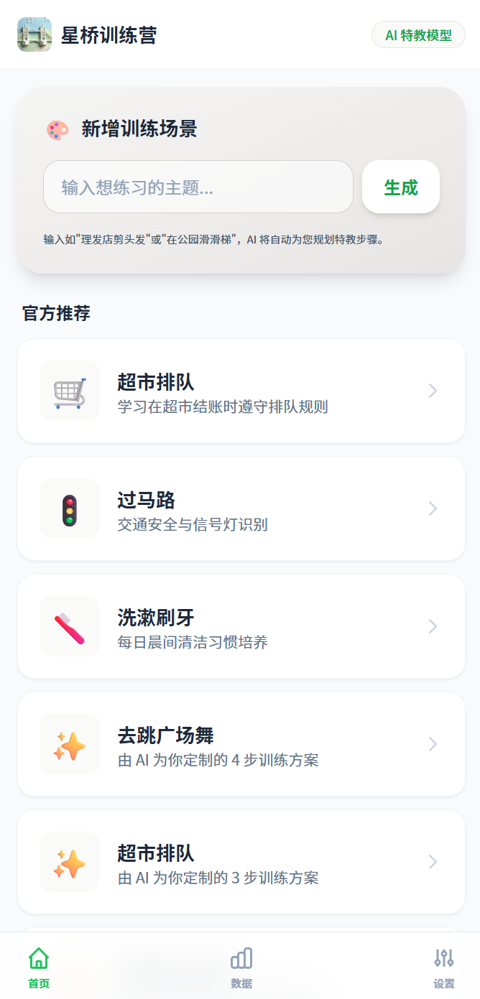 星桥训练营
AI 特教模型
新增训练场景
输入想练习的主题...
生成
输入如"理发店剪头发"或"在公园滑滑梯"，AI 将自动为您规划特教步骤。
官方推荐
超市排队
学习在超市结账时遵守排队规则
过马路
交通安全与信号灯识别
洗漱刷牙
每日晨间清洁习惯培养
去跳广场舞
由 AI 为你定制的 4 步训练方案
超市排队
由 AI 为你定制的 3 步训练方案
首页
数据
设置